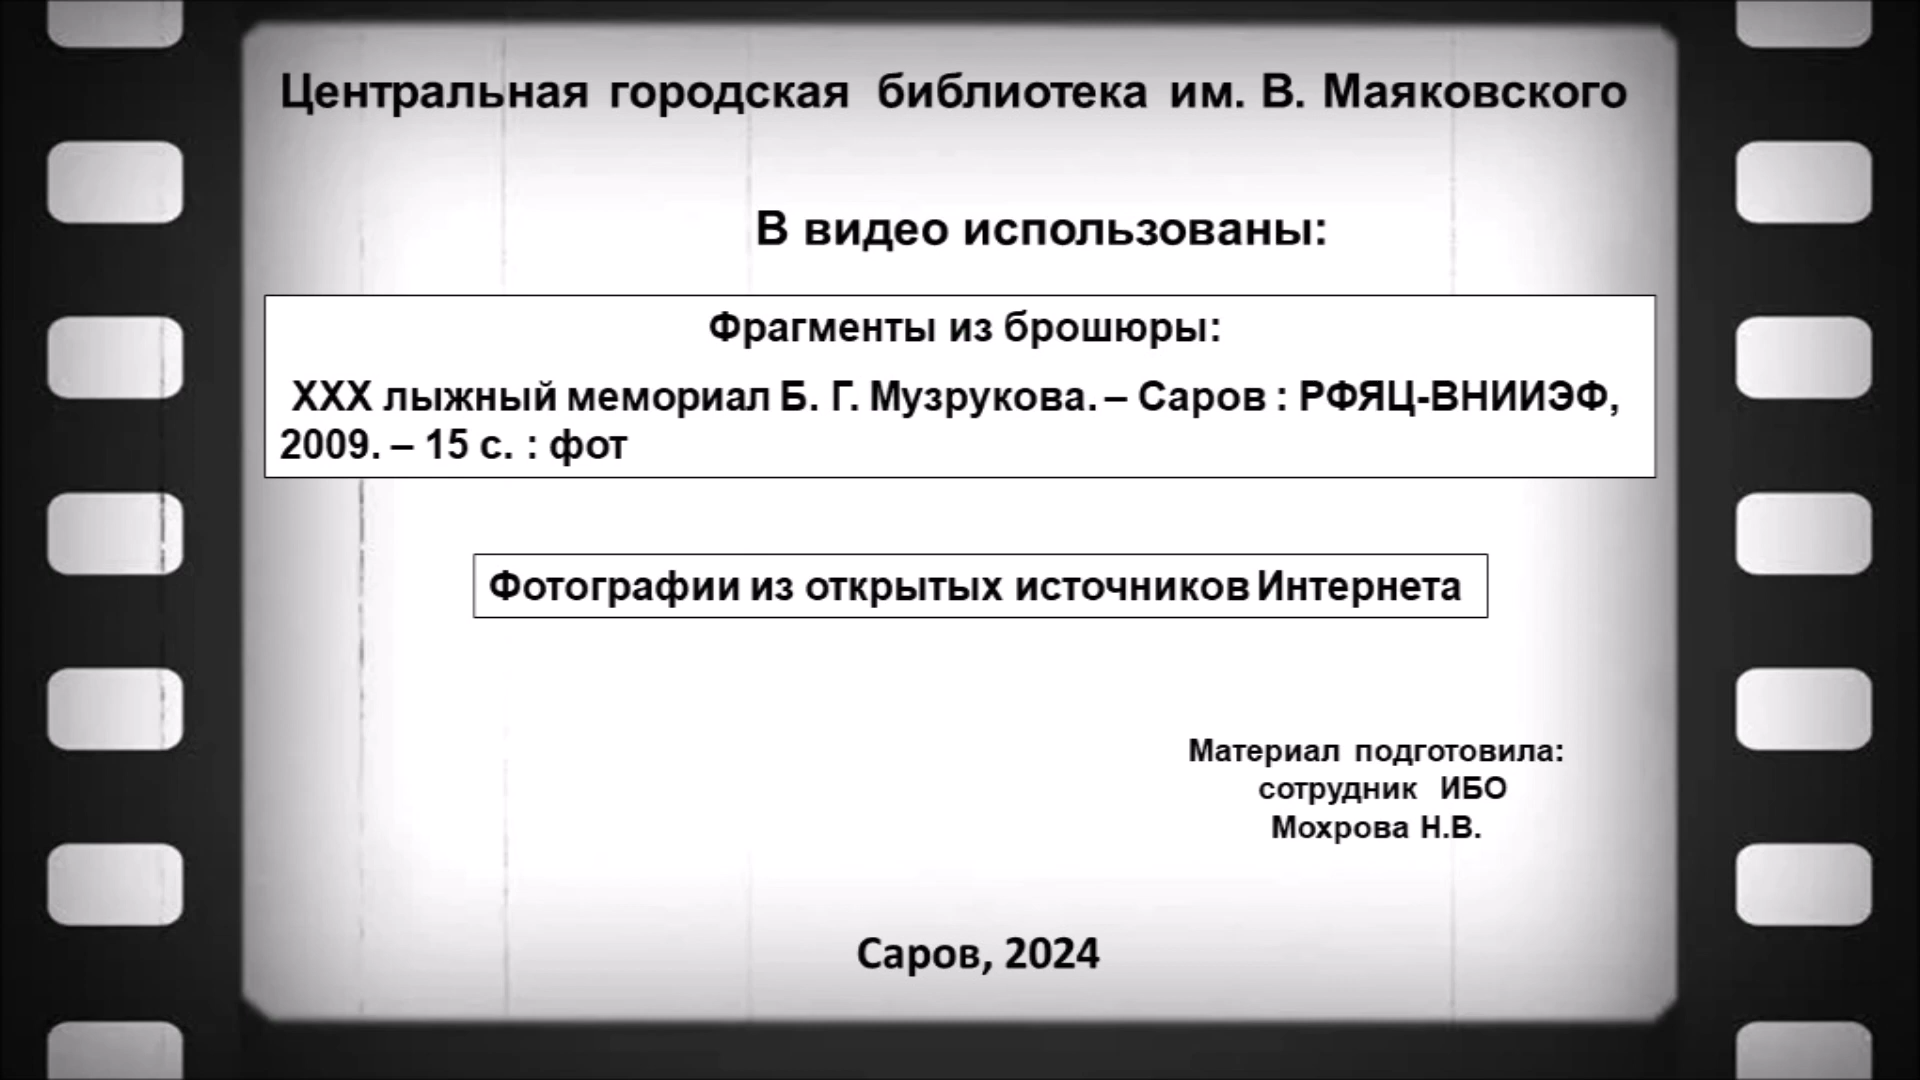 Центральная городская библиотека им. В. Маяковского
В видео использованы:
Фрагменты из брошюры:
XXX лыжный мемориал Б. Г. Музрукова. – Саров : РФЯЦ-ВНИИЭФ,
2009. – 15 с. : фот
Фотографии из открытых источников Интернета
Материал подготовила:
сотрудник ИБО
Мохрова Н.В.
Саров, 2024